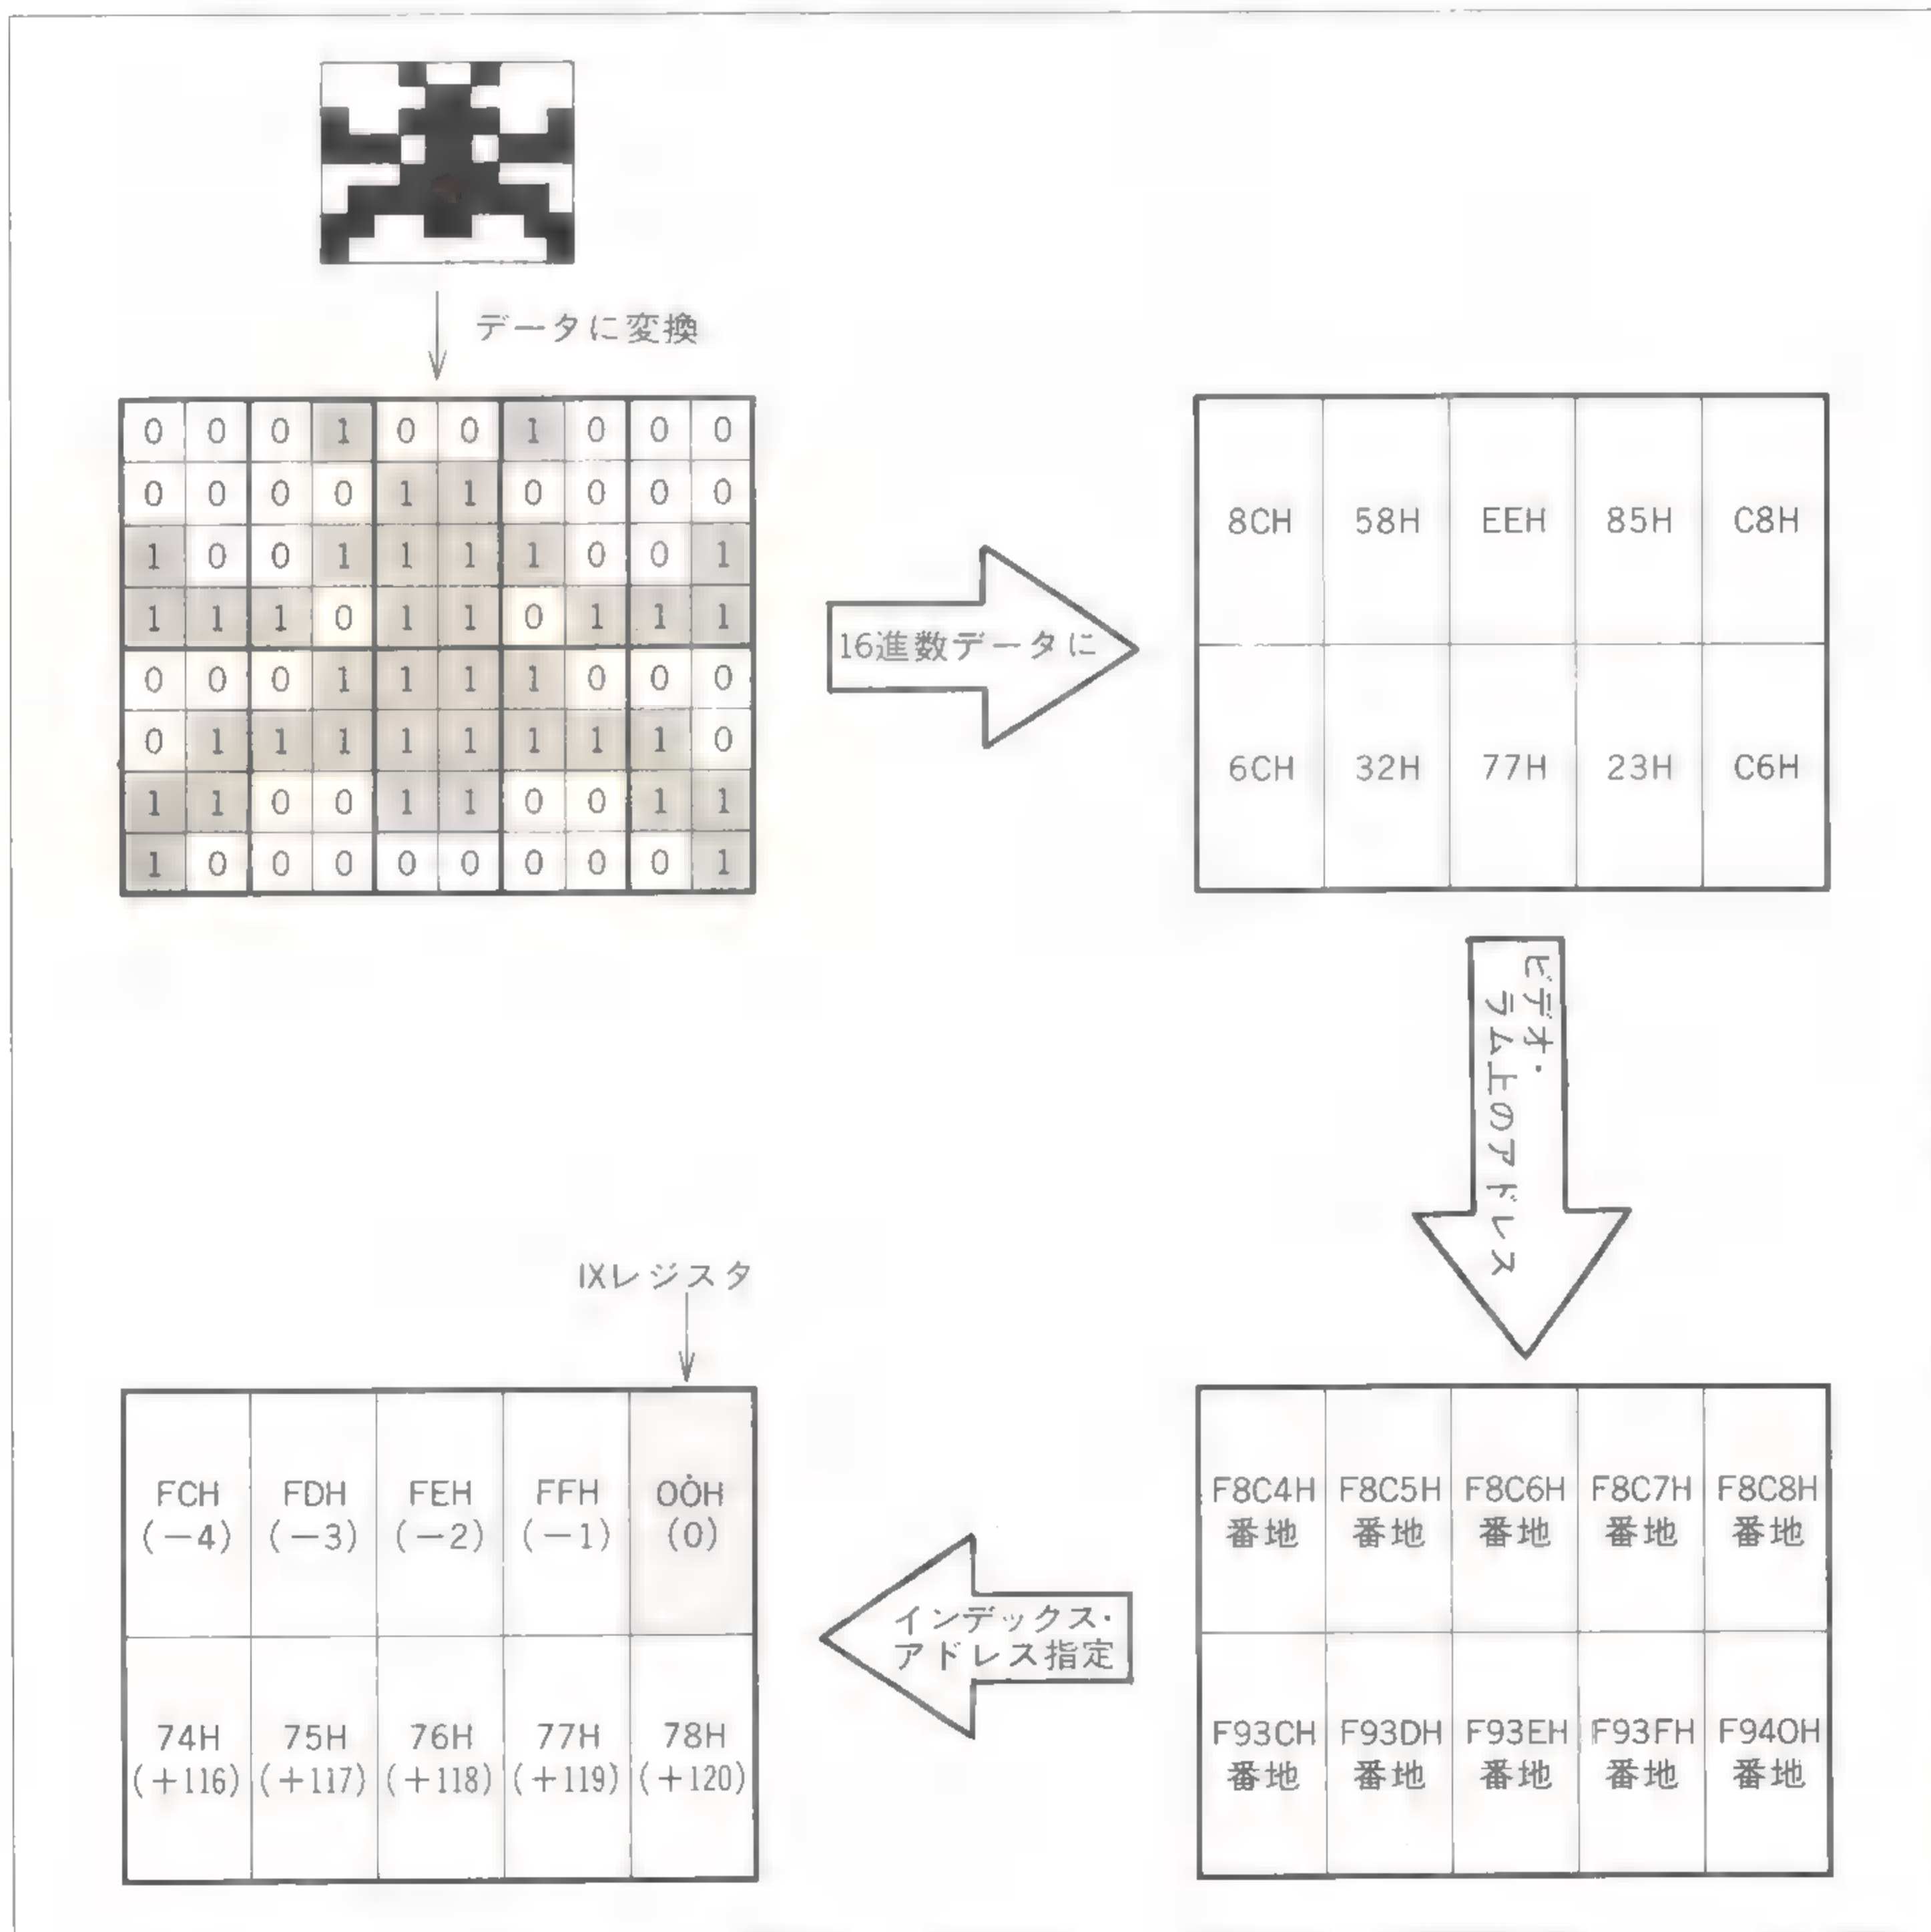 データに変換
0 0 0 1 0 0 1 0 0 0
0 0 0 0 1 1 0 0 0 0
1 0 0 1 1 1 1 0 0 1
1 1 1 0 1 1 0 1 1 1
0 0 0 1 1 1 1 0 0 0
0 1 1 1 1 1 1 1 1 0
1 1 0 0 1 1 0 0 1 1
1 0 0 0 0 0 0 0 0 1
16進数データに
8CH 58H EEH 85H C8H
6CH 32H 77H 23H C6H
ビデオ・
ラム上のアドレス
F8C4H F8C5H F8C6H F8C7H F8C8H
番地 番地 番地 番地 番地
F93CH F93DH F93EH F93FH F940H
番地 番地 番地 番地 番地
インデックス・
アドレス指定
IXレジスタ
FCH FDH FEH FFH 00H
(−4) (−3) (−2) (−1) (0)
74H 75H 76H 77H 78H
(+116) (+117) (+118) (+119) (+120)